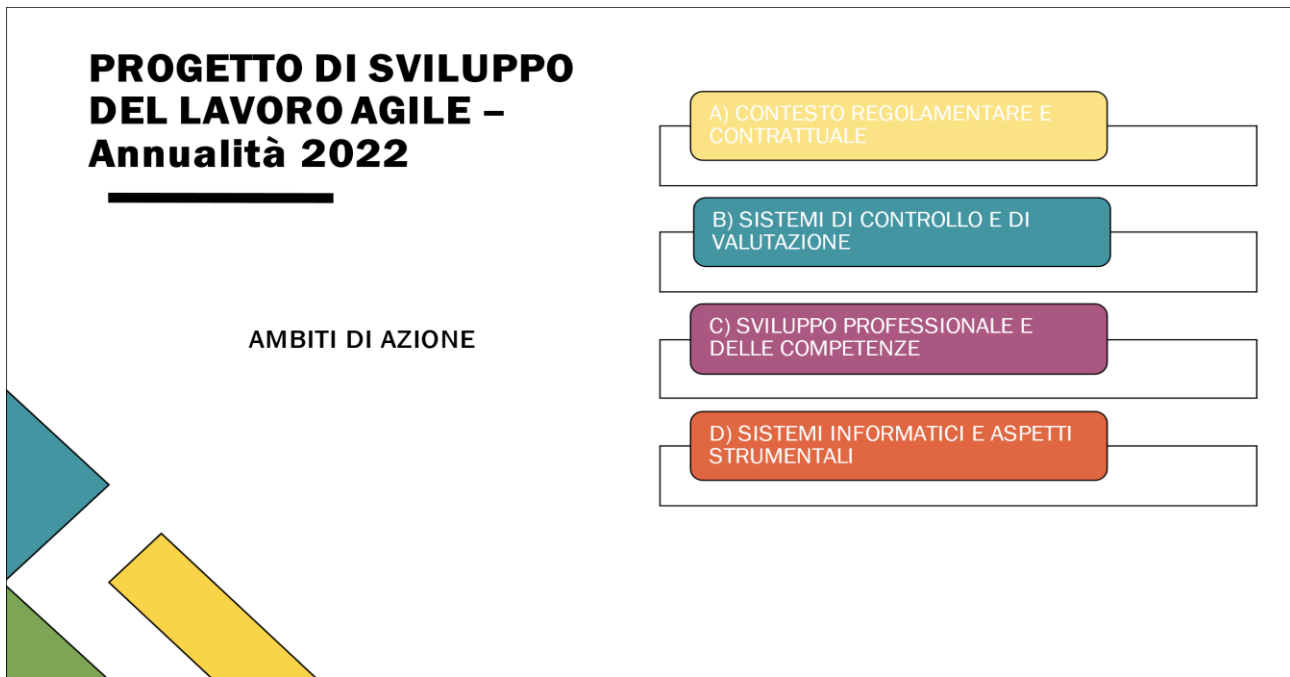 PROGETTO DI SVILUPPO
DEL LAVORO AGILE –
Annualità 2022
AMBITI DI AZIONE
A) CONTESTO REGOLAMENTARE E
CONTRATTUALE
B) SISTEMI DI CONTROLLO E DI
VALUTAZIONE
C) SVILUPPO PROFESSIONALE E
DELLE COMPETENZE
D) SISTEMI INFORMATICI E ASPETTI
STRUMENTALI